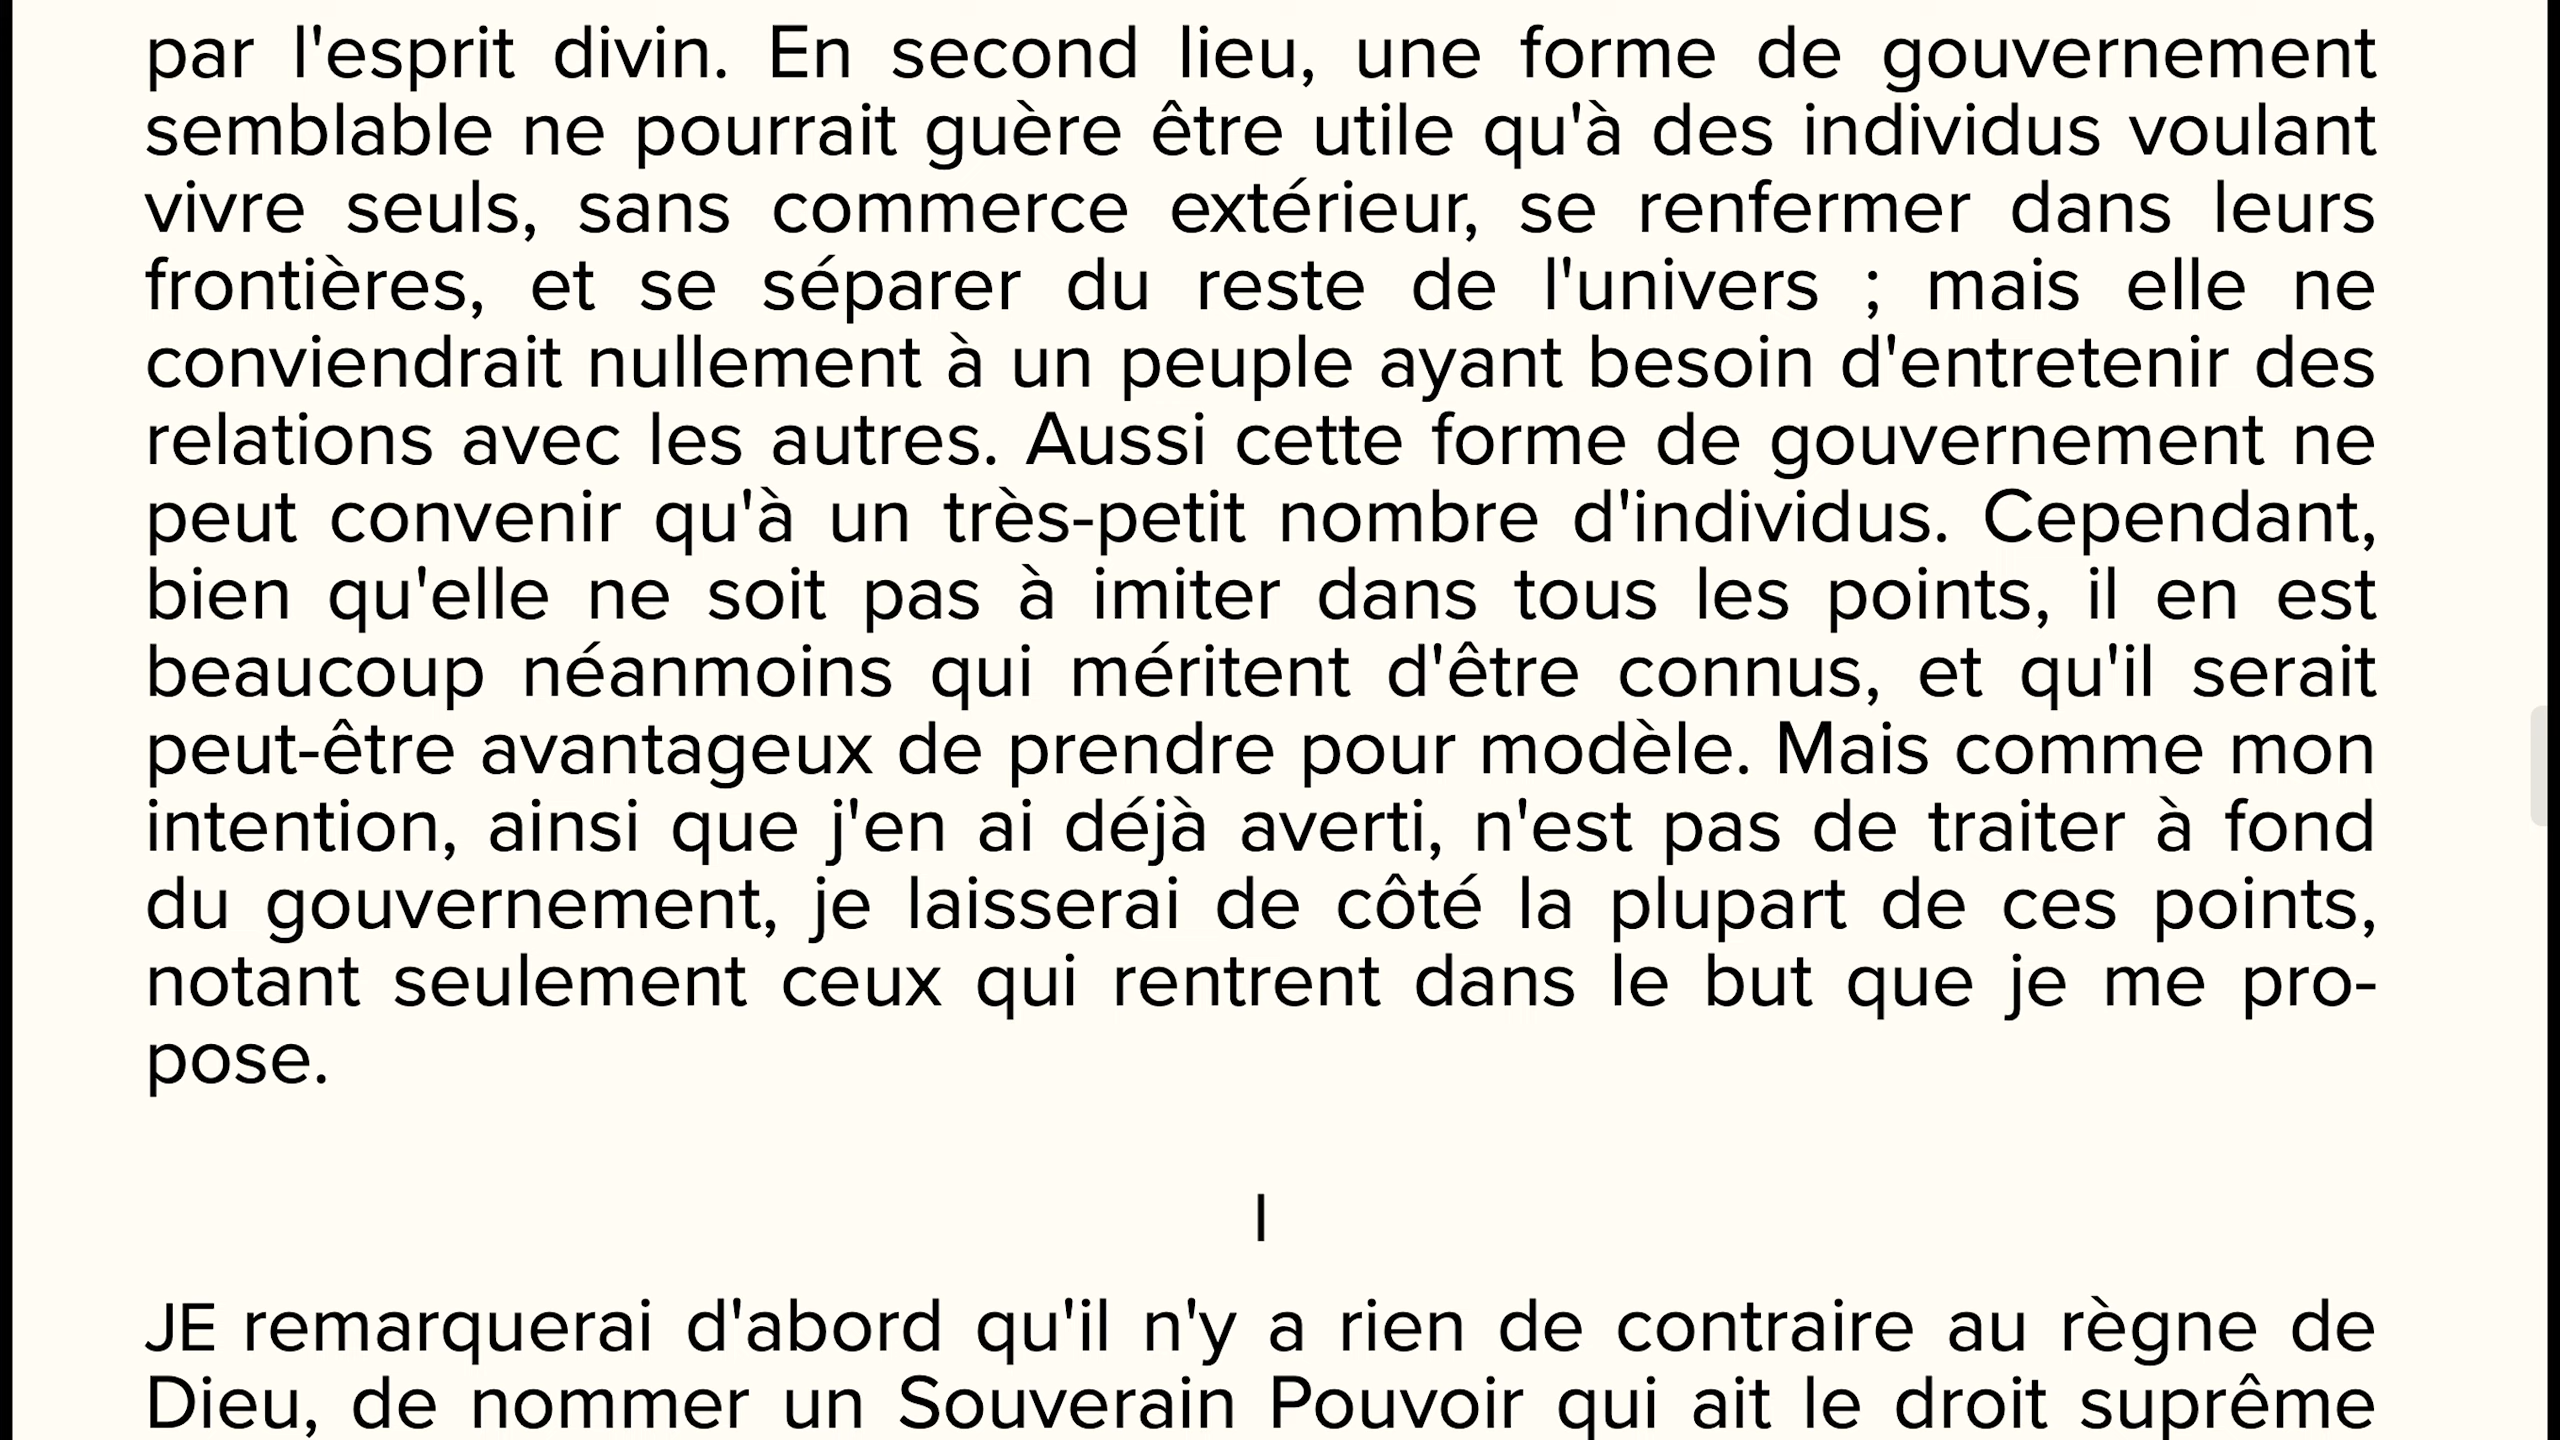 par l'esprit divin. En second lieu, une forme de gouvernement
semblable ne pourrait guère être utile qu'à des individus voulant
vivre seuls, sans commerce extérieur, se renfermer dans leurs
frontières, et se séparer du reste de l'univers ; mais elle ne
conviendrait nullement à un peuple ayant besoin d'entretenir des
relations avec les autres. Aussi cette forme de gouvernement ne
peut convenir qu'à un très-petit nombre d'individus. Cependant,
bien qu'elle ne soit pas à imiter dans tous les points, il en est
beaucoup néanmoins qui méritent d'être connus, et qu'il serait
peut-être avantageux de prendre pour modèle. Mais comme mon
intention, ainsi que j'en ai déjà averti, n'est pas de traiter à fond
du gouvernement, je laisserai de côté la plupart de ces points,
notant seulement ceux qui rentrent dans le but que je me pro-
pose.
I
JE remarquerai d'abord qu'il n'y a rien de contraire au règne de
Dieu, de nommer un Souverain Pouvoir qui ait le droit suprême